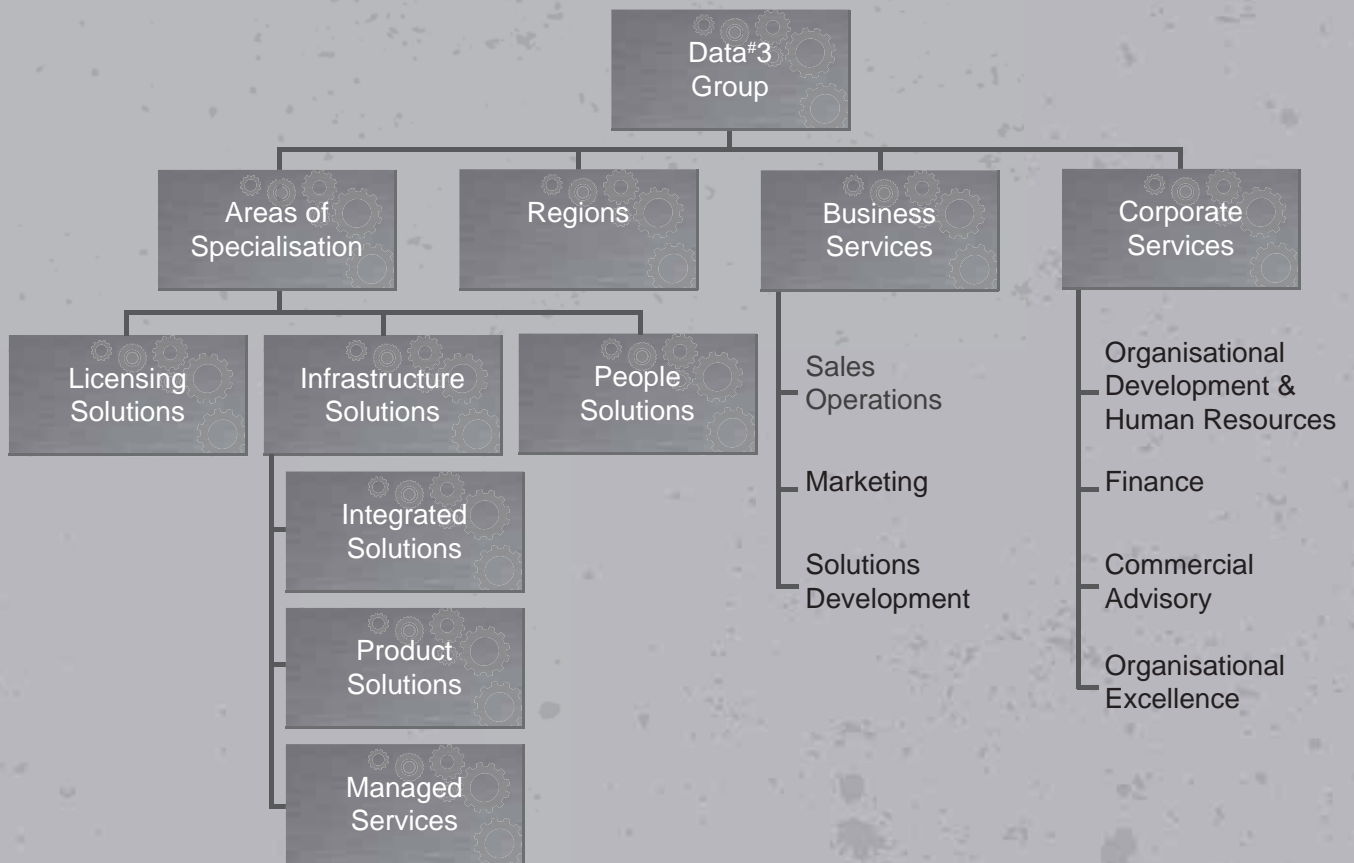 Data#3
Group
Areas of
Specialisation
Regions
Business
Services
Corporate
Services
Licensing
Solutions
Infrastructure
Solutions
People
Solutions
Integrated
Solutions
Product
Solutions
Managed
Services
Sales
Operations
Marketing
Solutions
Development
Organisational
Development &
Human Resources
Finance
Commercial
Advisory
Organisational
Excellence